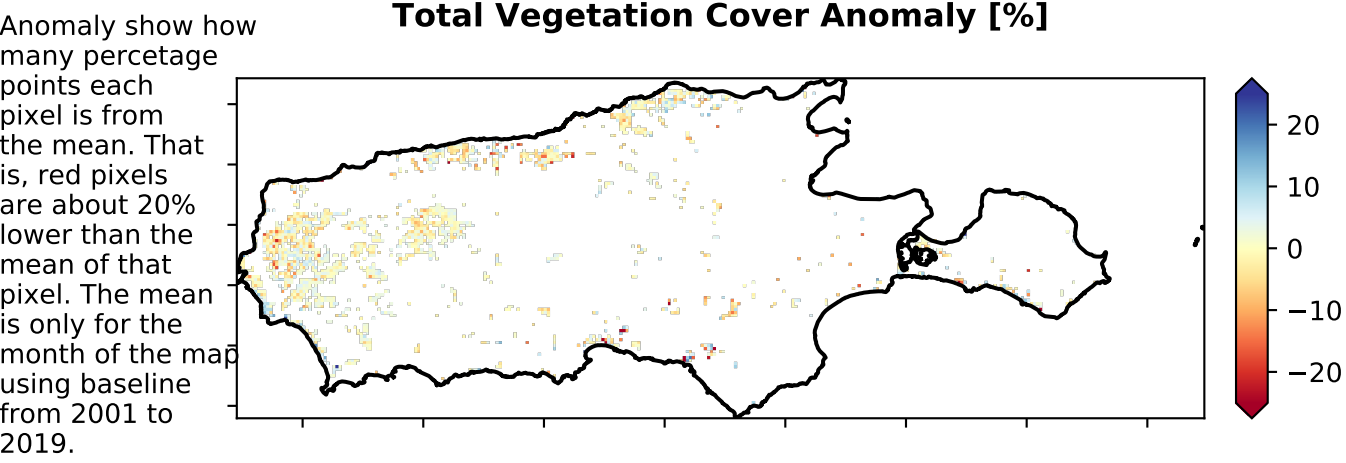 Total Vegetation Cover Anomaly [%]
Anomaly show how
many percetage
points each
pixel is from
the mean. That
is, red pixels
are about 20%
lower than the
mean of that
pixel. The mean
is only for the
month of the map
using baseline
from 2001 to
2019.
20
10
0
−10
−20